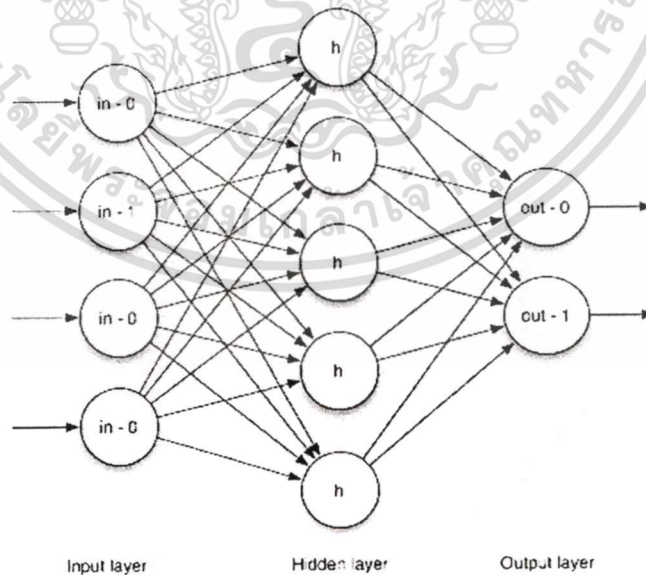 h
in - 0
h
in - 1
out - 0
h
in - 0
out - 1
h
in - 0
h
Input layer
Hidden layer
Output layer